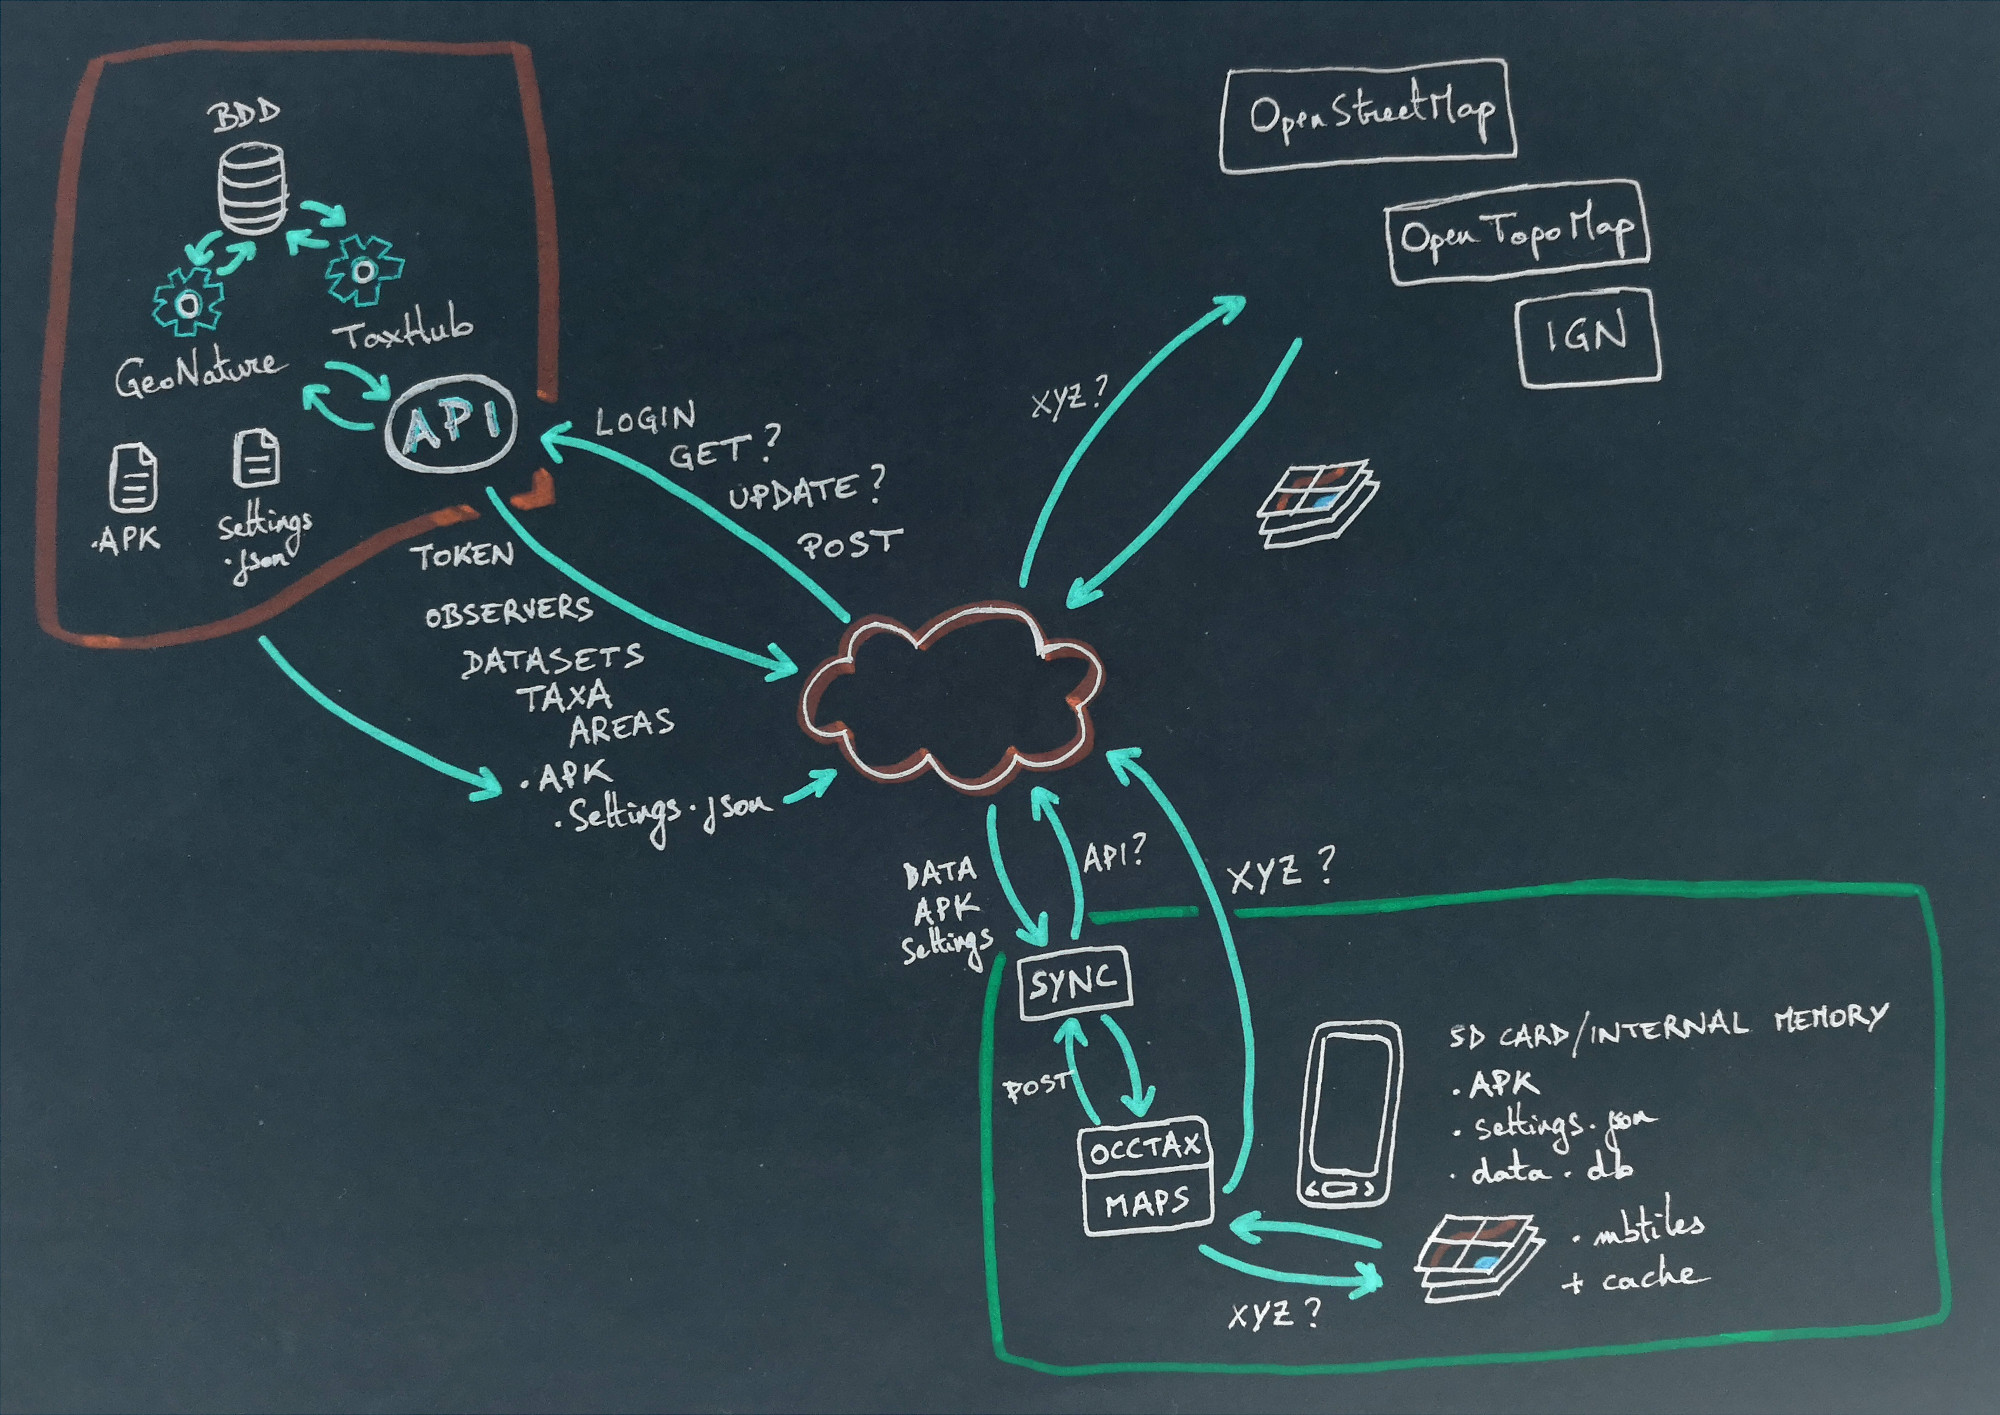 BDD
TaxHub
GeoNature
API
.APK
settings
.json
LOGIN
GET?
UPDATE?
POST
TOKEN
OBSERVERS
DATASETS
TAXA
AREAS
.APK
.settings.json
OpenStreetMap
OpenTopoMap
IGN
XYZ?
DATA
APK
settings
API?
XYZ?
SYNC
POST
OCCTAX
MAPS
SD CARD/INTERNAL MEMORY
. APK
. settings.json
. data.db
. mbtiles
+ cache
XYZ?